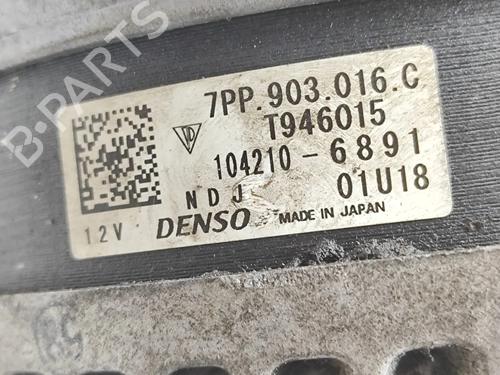 7PP.903.016.C
T946015
104210-6891
NDJ 01U18
12V DENSO MADE IN JAPAN
B-PARTS